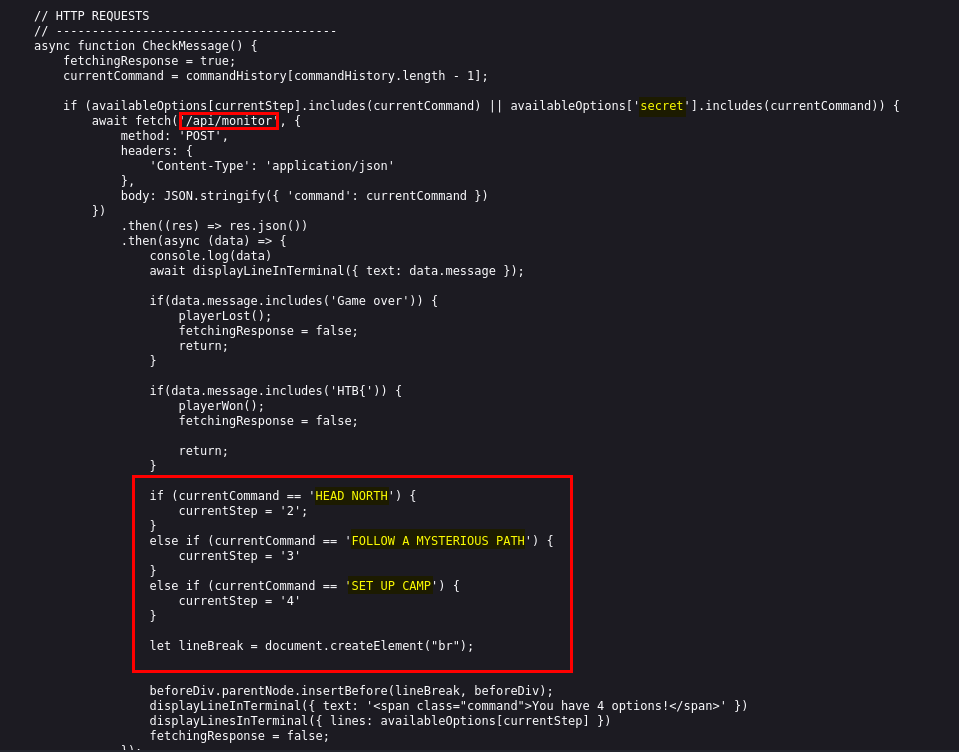 // HTTP REQUESTS
// ---------------------------------------
async function CheckMessage() {
    fetchingResponse = true;
    currentCommand = commandHistory[commandHistory.length - 1];

    if (availableOptions[currentStep].includes(currentCommand) || availableOptions['secret'].includes(currentCommand)) {
        await fetch('/api/monitor', {
            method: 'POST',
            headers: {
                'Content-Type': 'application/json'
            },
            body: JSON.stringify({ 'command': currentCommand })
        })
            .then((res) => res.json())
            .then(async (data) => {
                console.log(data)
                await displayLineInTerminal({ text: data.message });

                if(data.message.includes('Game over')) {
                    playerLost();
                    fetchingResponse = false;
                    return;
                }

                if(data.message.includes('HTB{')) {
                    playerWon();
                    fetchingResponse = false;

                    return;
                }

                if (currentCommand == 'HEAD NORTH') {
                    currentStep = '2';
                }
                else if (currentCommand == 'FOLLOW A MYSTERIOUS PATH') {
                    currentStep = '3'
                }
                else if (currentCommand == 'SET UP CAMP') {
                    currentStep = '4'
                }

                let lineBreak = document.createElement("br");


                beforeDiv.parentNode.insertBefore(lineBreak, beforeDiv);
                displayLineInTerminal({ text: '<span class="command">You have 4 options!</span>' })
                displayLinesInTerminal({ lines: availableOptions[currentStep] })
                fetchingResponse = false;
            });